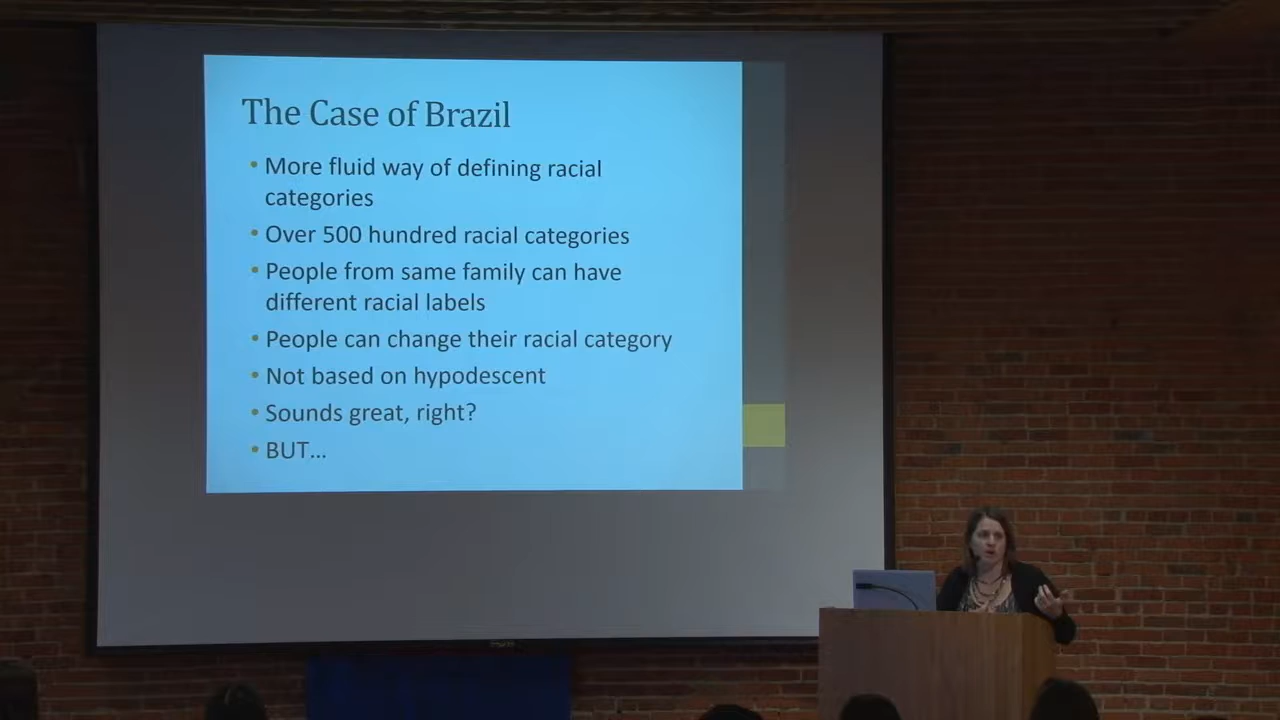 The Case of Brazil
• More fluid way of defining racial
categories
• Over 500 hundred racial categories
• People from same family can have
different racial labels
• People can change their racial category
• Not based on hypodescent
• Sounds great, right?
• BUT...